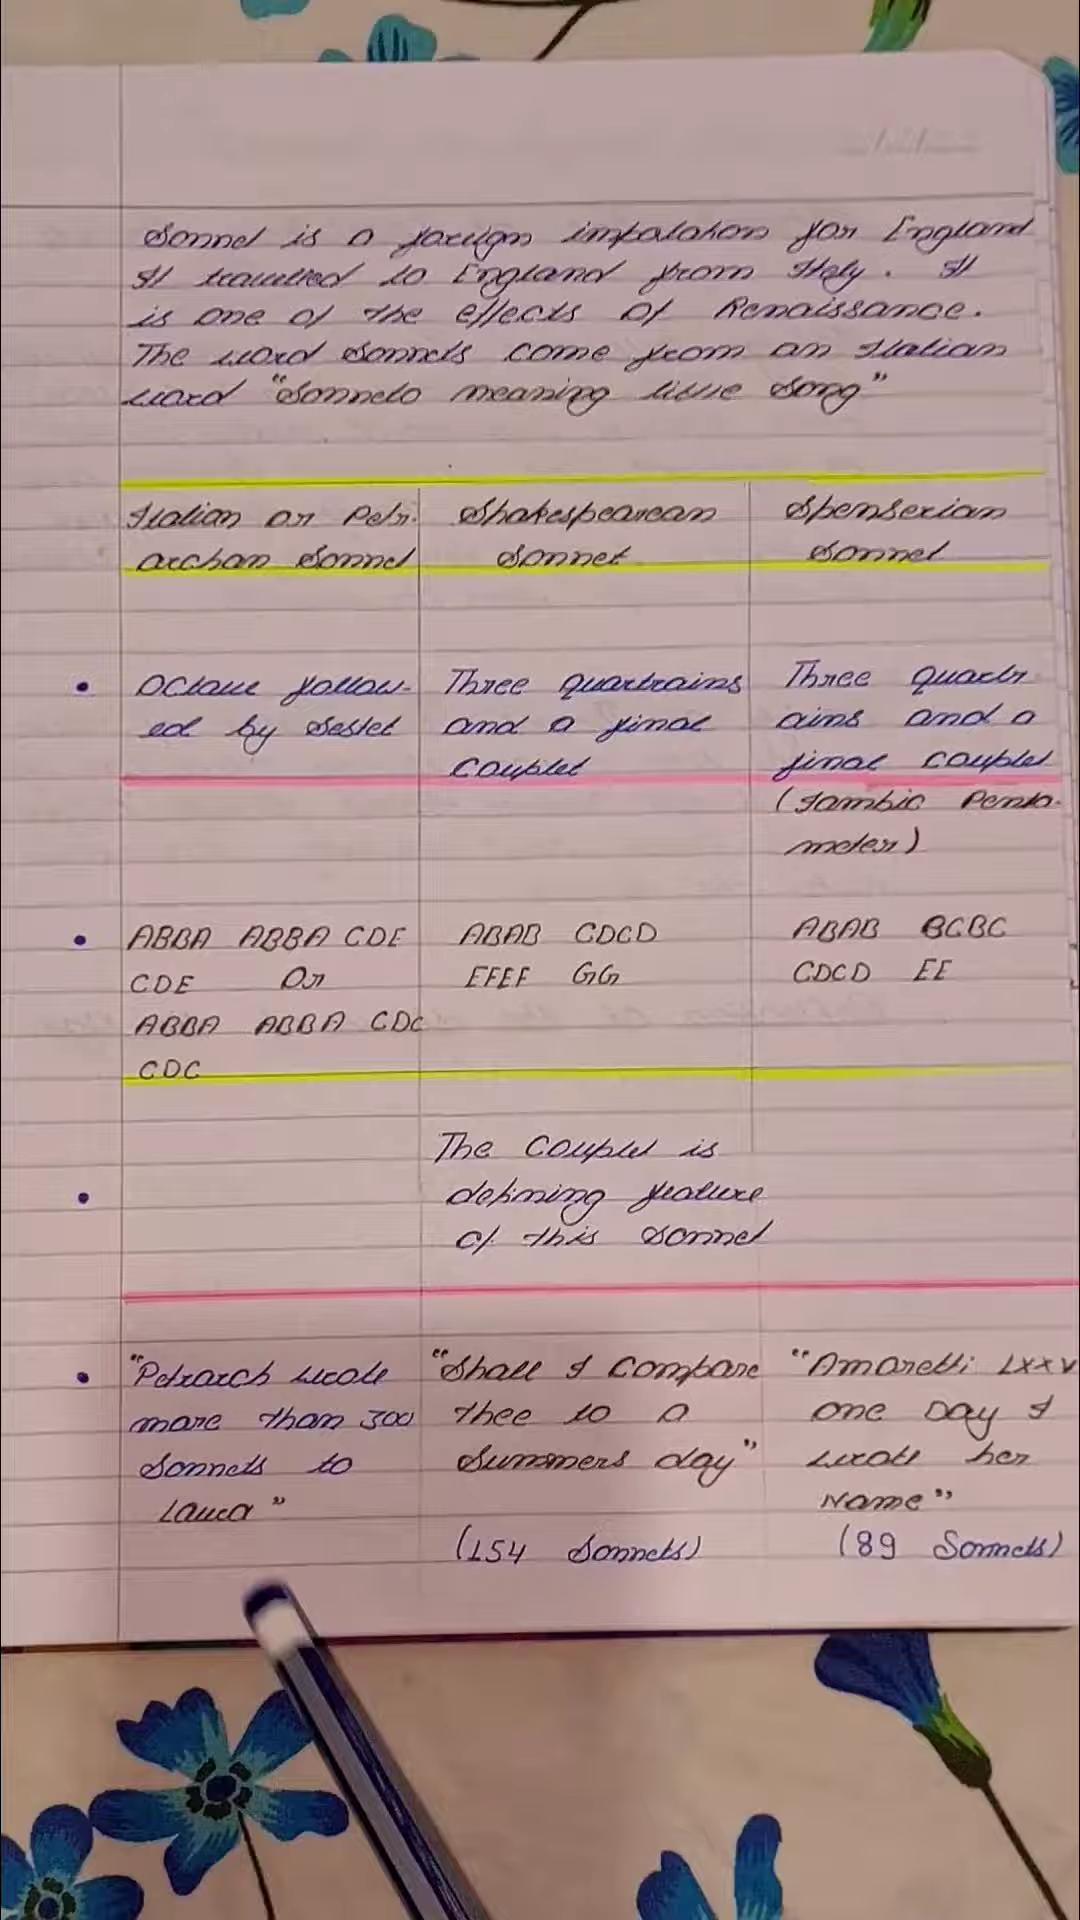 Sonnet is a foreign impotation for England
It travelled to England from Italy. It
is one of the effects of Renaissance.
The word Sonnets come from an Italian
word "Sonneto meaning little Song"
Italian or Petr-
archan Sonnet
Shakespearean
Sonnet
Spenserian
Sonnet
Octave follow-
ed by Sestet
Three quartrains
and a final
Couplet
Three quartr
ains and a
final couplet
(Iambic Penta-
meter)
ABBA ABBA CDE
CDE Or
ABBA ABBA CDC
CDC
ABAB CDCD
EFEF GG
ABAB BCBC
CDCD EE
The Couplet is
defining feature
of this Sonnet
"Petrarch wrote
more than 300
Sonnets to
Laura"
"Shall I Compare
thee to a
Summers day"
(154 Sonnets)
"Amoretti LXXV
One Day I
wrote her
Name"
(89 Sonnets)